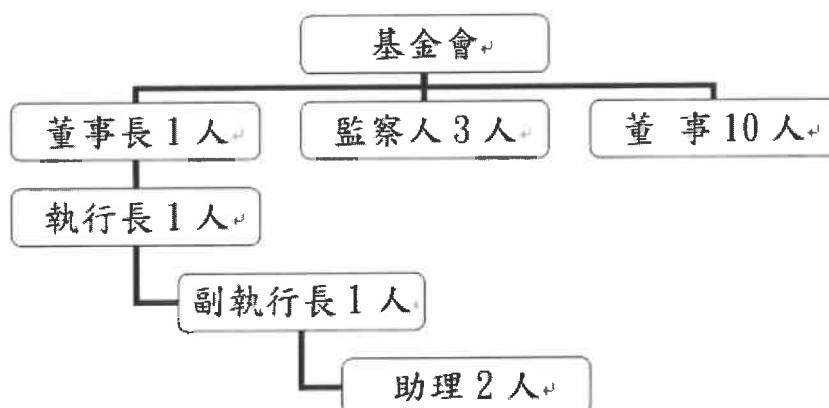 基金會
董事長1人
監察人3人
董 事10人
執行長1人
副執行長1人
助理2人